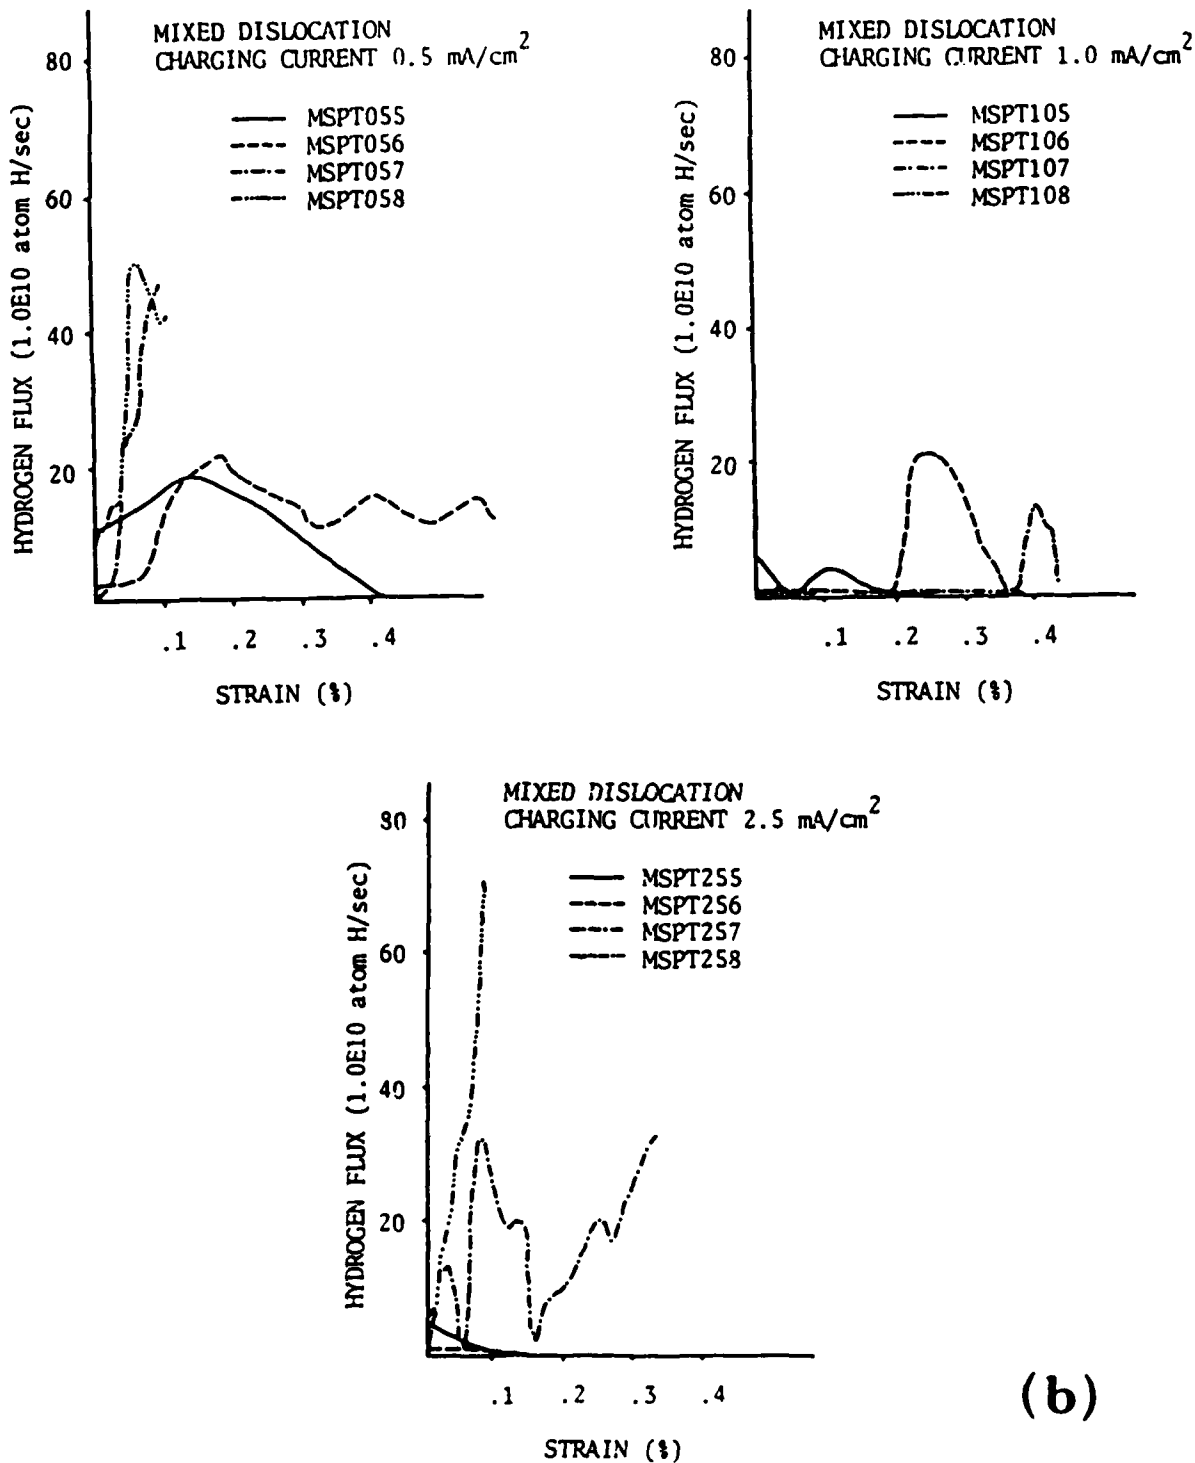 MIXED DISLOCATION
CHARGING CURRENT 0.5 mA/cm2
80
60
40
20
HYDROGEN FLUX (1.0E10 atom H/sec)
MSPT055
MSPT056
MSPT057
MSPT058
.1 .2 .3 .4
STRAIN (%)
MIXED DISLOCATION
CHARGING CURRENT 1.0 mA/cm2
80
60
40
20
HYDROGEN FLUX (1.0E10 atom H/sec)
MSPT105
MSPT106
MSPT107
MSPT108
.1 .2 .3 .4
STRAIN (%)
MIXED DISLOCATION
CHARGING CURRENT 2.5 mA/cm2
80
60
40
20
HYDROGEN FLUX (1.0E10 atom H/sec)
MSPT255
MSPT256
MSPT257
MSPT258
.1 .2 .3 .4
STRAIN (%)
(b)